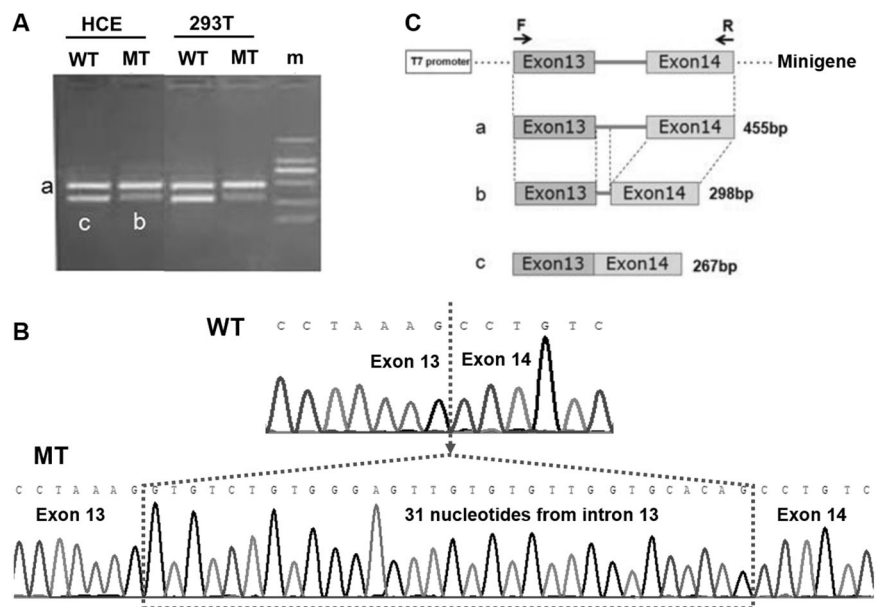 A
HCE 293T
WT MT WT MT m
a
c b
C
F R
T7 promoter Exon13 Exon14 Minigene
a Exon13 Exon14 455bp
b Exon13 Exon14 298bp
c Exon13 Exon14 267bp
B
WT
C C T A A A G C C T G T C
Exon 13 Exon 14
MT
C C T A A A G G T G T C T G T G G G A G T T G T G T G T T G G T G C A C A G C C T G T C
Exon 13 31 nucleotides from intron 13 Exon 14